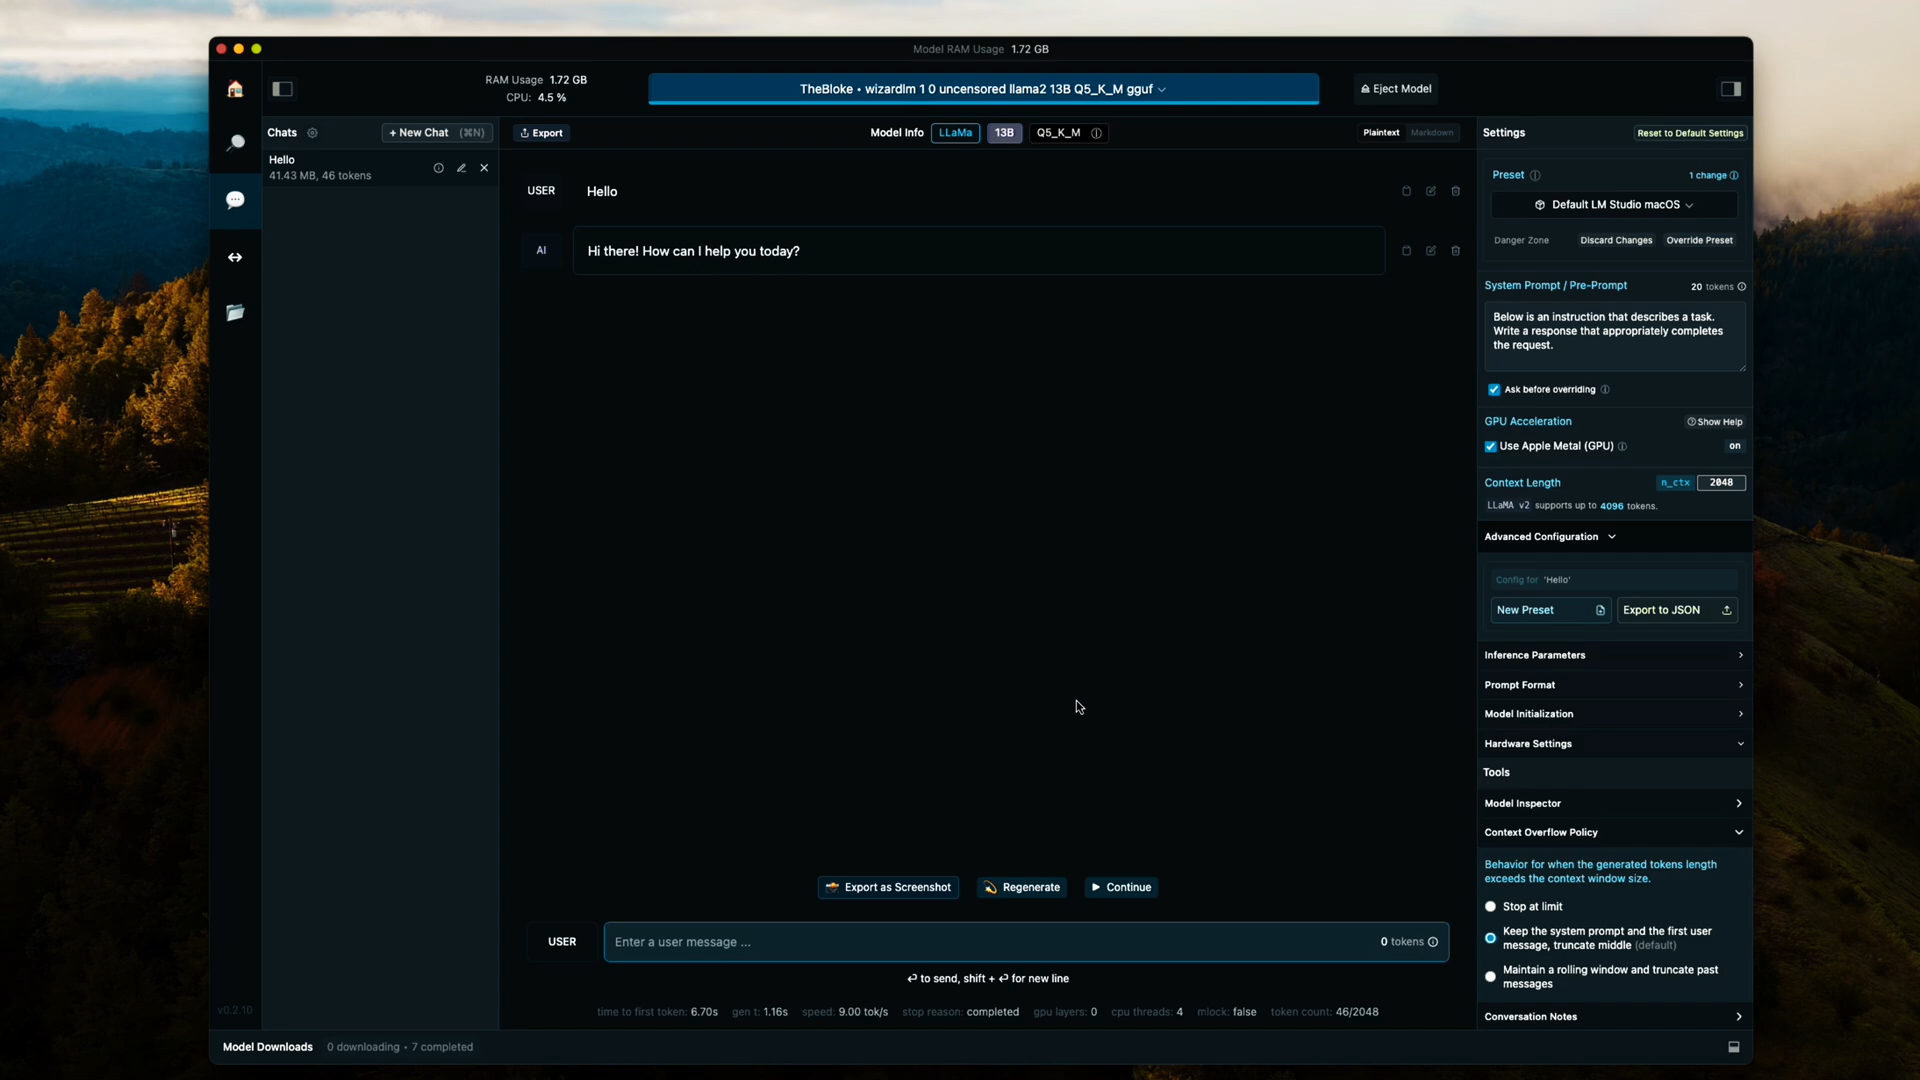 Model RAM Usage 1.72 GB
RAM Usage 1.72 GB
CPU: 4.5 %
TheBloke • wizardlm 1 0 uncensored llama2 13B Q5_K_M gguf
Eject Model
Chats
+ New Chat (⌘N)
Export
Model Info LLaMa 13B Q5_K_M
Plaintext Markdown
Settings
Reset to Default Settings
Hello
41.43 MB, 46 tokens
USER Hello
AI Hi there! How can I help you today?
Preset
1 change
Default LM Studio macOS
Danger Zone Discard Changes Override Preset
System Prompt / Pre-Prompt
20 tokens
Below is an instruction that describes a task.
Write a response that appropriately completes
the request.
Ask before overriding
GPU Acceleration
Show Help
Use Apple Metal (GPU)
on
Context Length n_ctx 2048
LLaMA v2 supports up to 4096 tokens.
Advanced Configuration
Config for 'Hello'
New Preset
Export to JSON
Inference Parameters
Prompt Format
Model Initialization
Hardware Settings
Tools
Model Inspector
Context Overflow Policy
Behavior for when the generated tokens length
exceeds the context window size.
Stop at limit
Keep the system prompt and the first user
message, truncate middle (default)
Maintain a rolling window and truncate past
messages
Conversation Notes
Export as Screenshot
Regenerate
Continue
USER
Enter a user message ...
0 tokens
⏎ to send, shift + ⏎ for new line
time to first token: 6.70s gen t: 1.16s speed: 9.00 tok/s stop reason: completed gpu layers: 0 cpu threads: 4 mlock: false token count: 46/2048
v0.2.10
Model Downloads 0 downloading • 7 completed